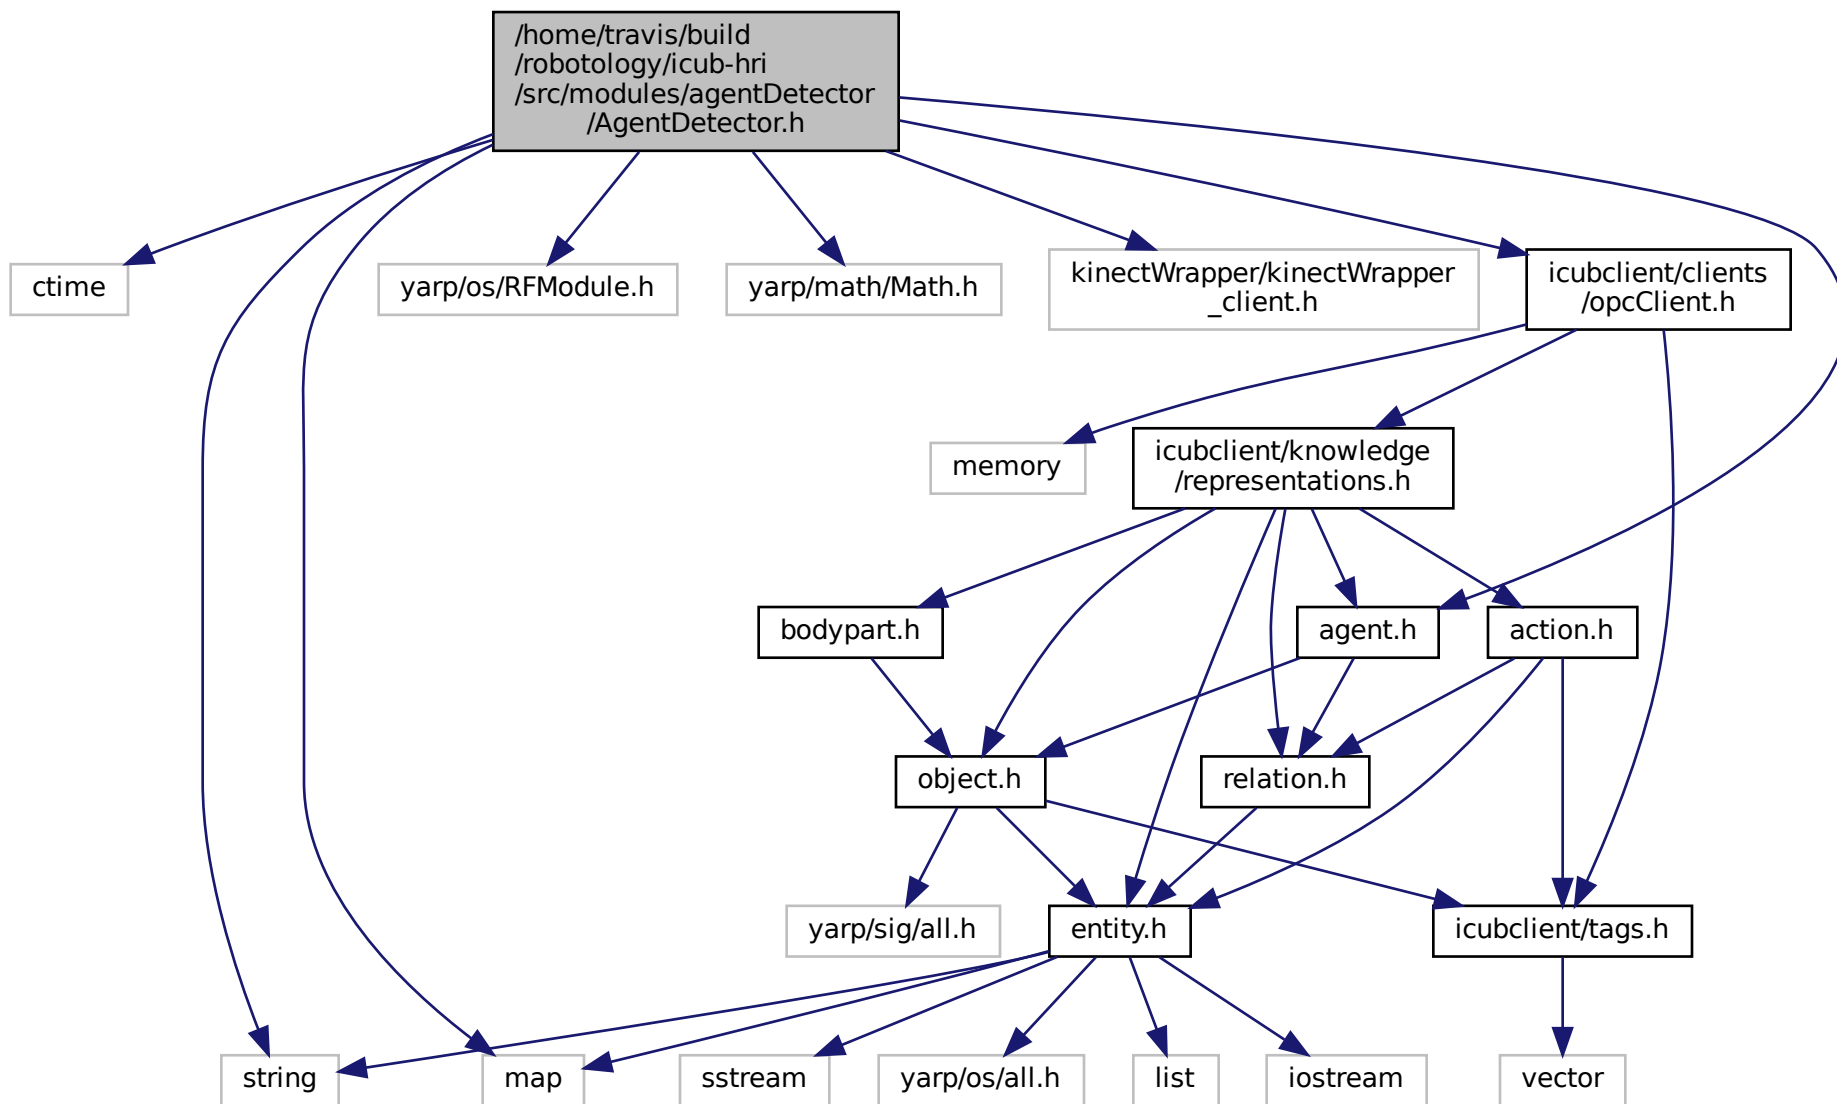 /home/travis/build
/robotology/icub-hri
/src/modules/agentDetector
/AgentDetector.h
ctime
yarp/os/RFModule.h
yarp/math/Math.h
kinectWrapper/kinectWrapper
_client.h
icubclient/clients
/opcClient.h
memory
icubclient/knowledge
/representations.h
bodypart.h
agent.h
action.h
object.h
relation.h
yarp/sig/all.h
entity.h
icubclient/tags.h
string
map
sstream
yarp/os/all.h
list
iostream
vector